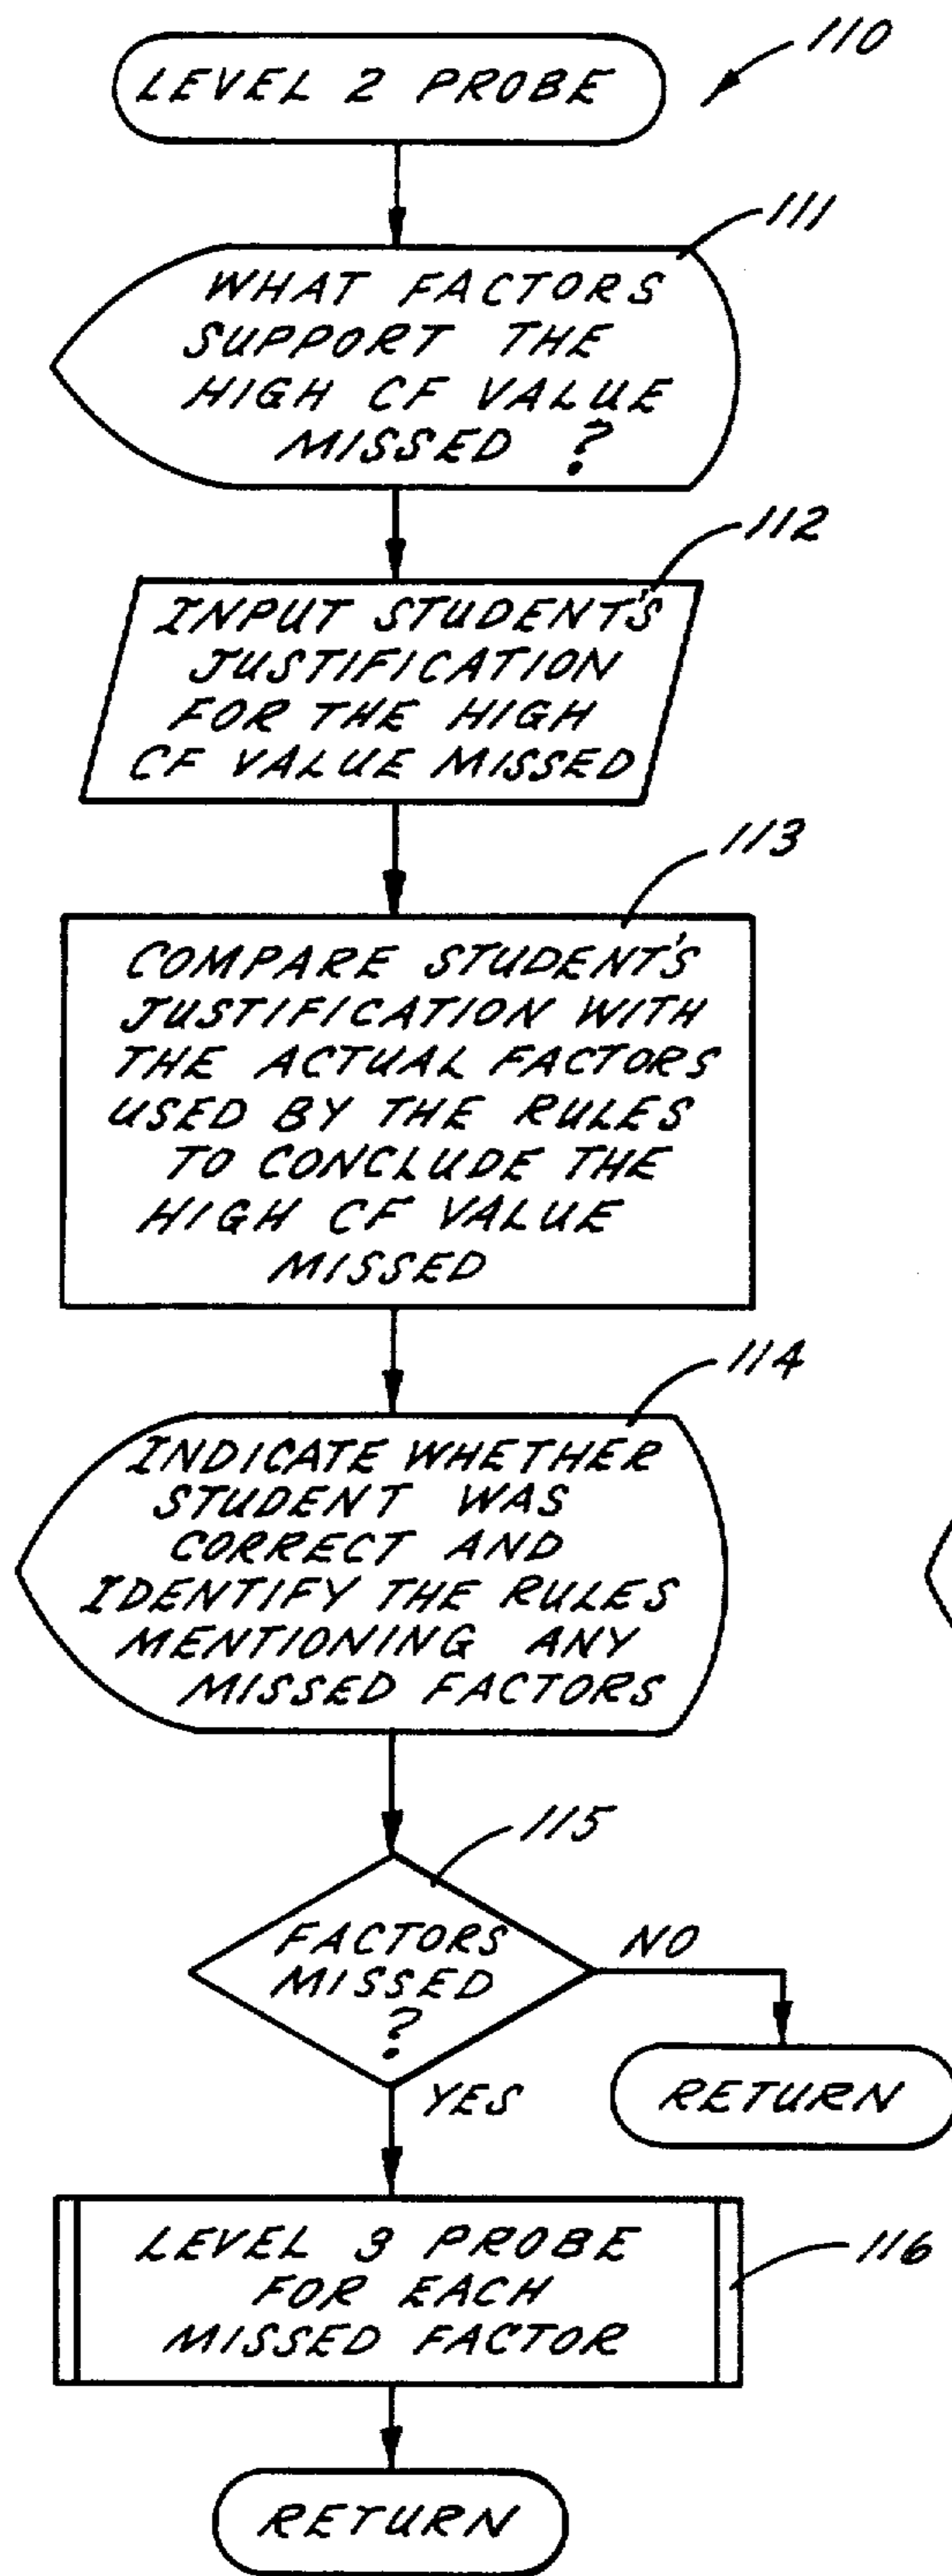 110
LEVEL 2 PROBE
111
WHAT FACTORS
SUPPORT THE
HIGH CF VALUE
MISSED ?
112
INPUT STUDENT'S
JUSTIFICATION
FOR THE HIGH
CF VALUE MISSED
113
COMPARE STUDENT'S
JUSTIFICATION WITH
THE ACTUAL FACTORS
USED BY THE RULES
TO CONCLUDE THE
HIGH CF VALUE
MISSED
114
INDICATE WHETHER
STUDENT WAS
CORRECT AND
IDENTIFY THE RULES
MENTIONING ANY
MISSED FACTORS
115
FACTORS
MISSED
?
NO
RETURN
YES
LEVEL 3 PROBE
FOR EACH
MISSED FACTOR
116
RETURN